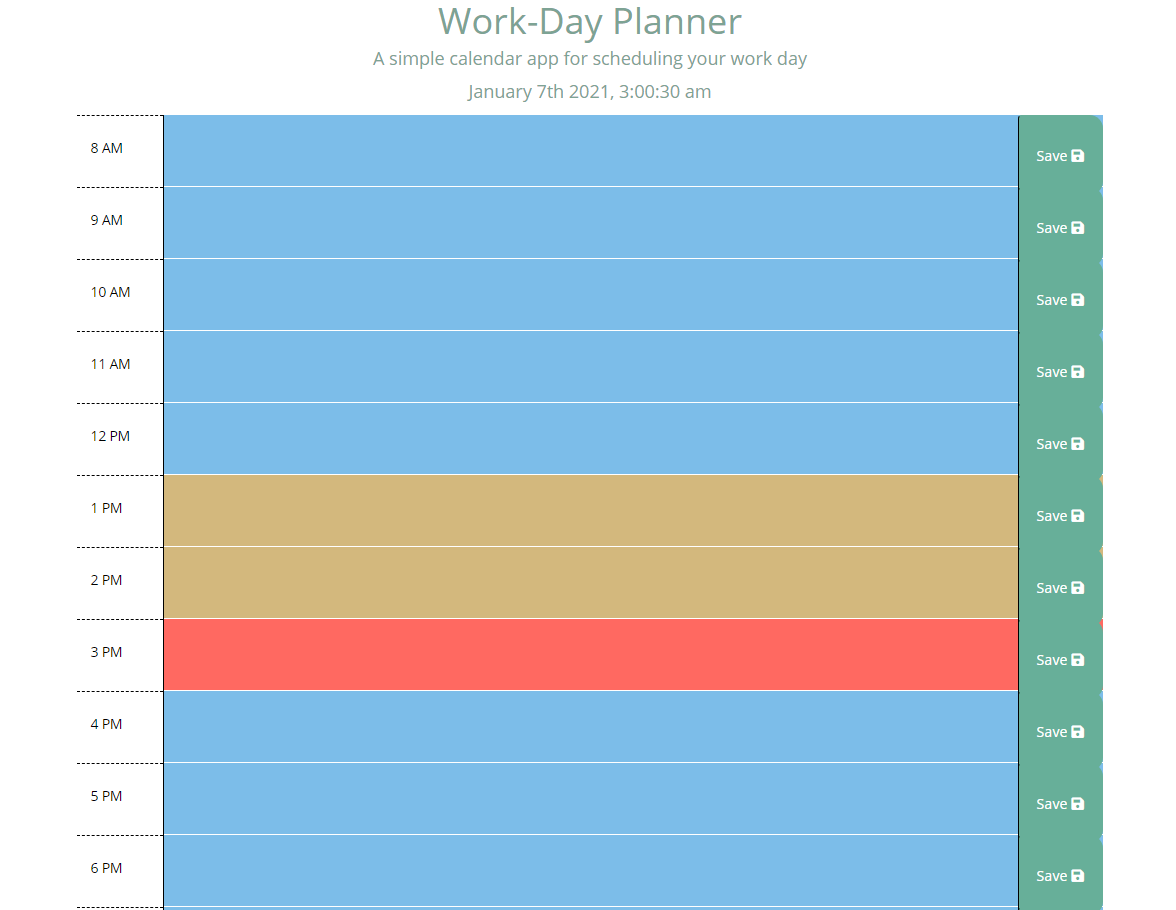 Work-Day Planner
A simple calendar app for scheduling your work day
January 7th 2021, 3:00:30 am
8 AM Save
9 AM Save
10 AM Save
11 AM Save
12 PM Save
1 PM Save
2 PM Save
3 PM Save
4 PM Save
5 PM Save
6 PM Save